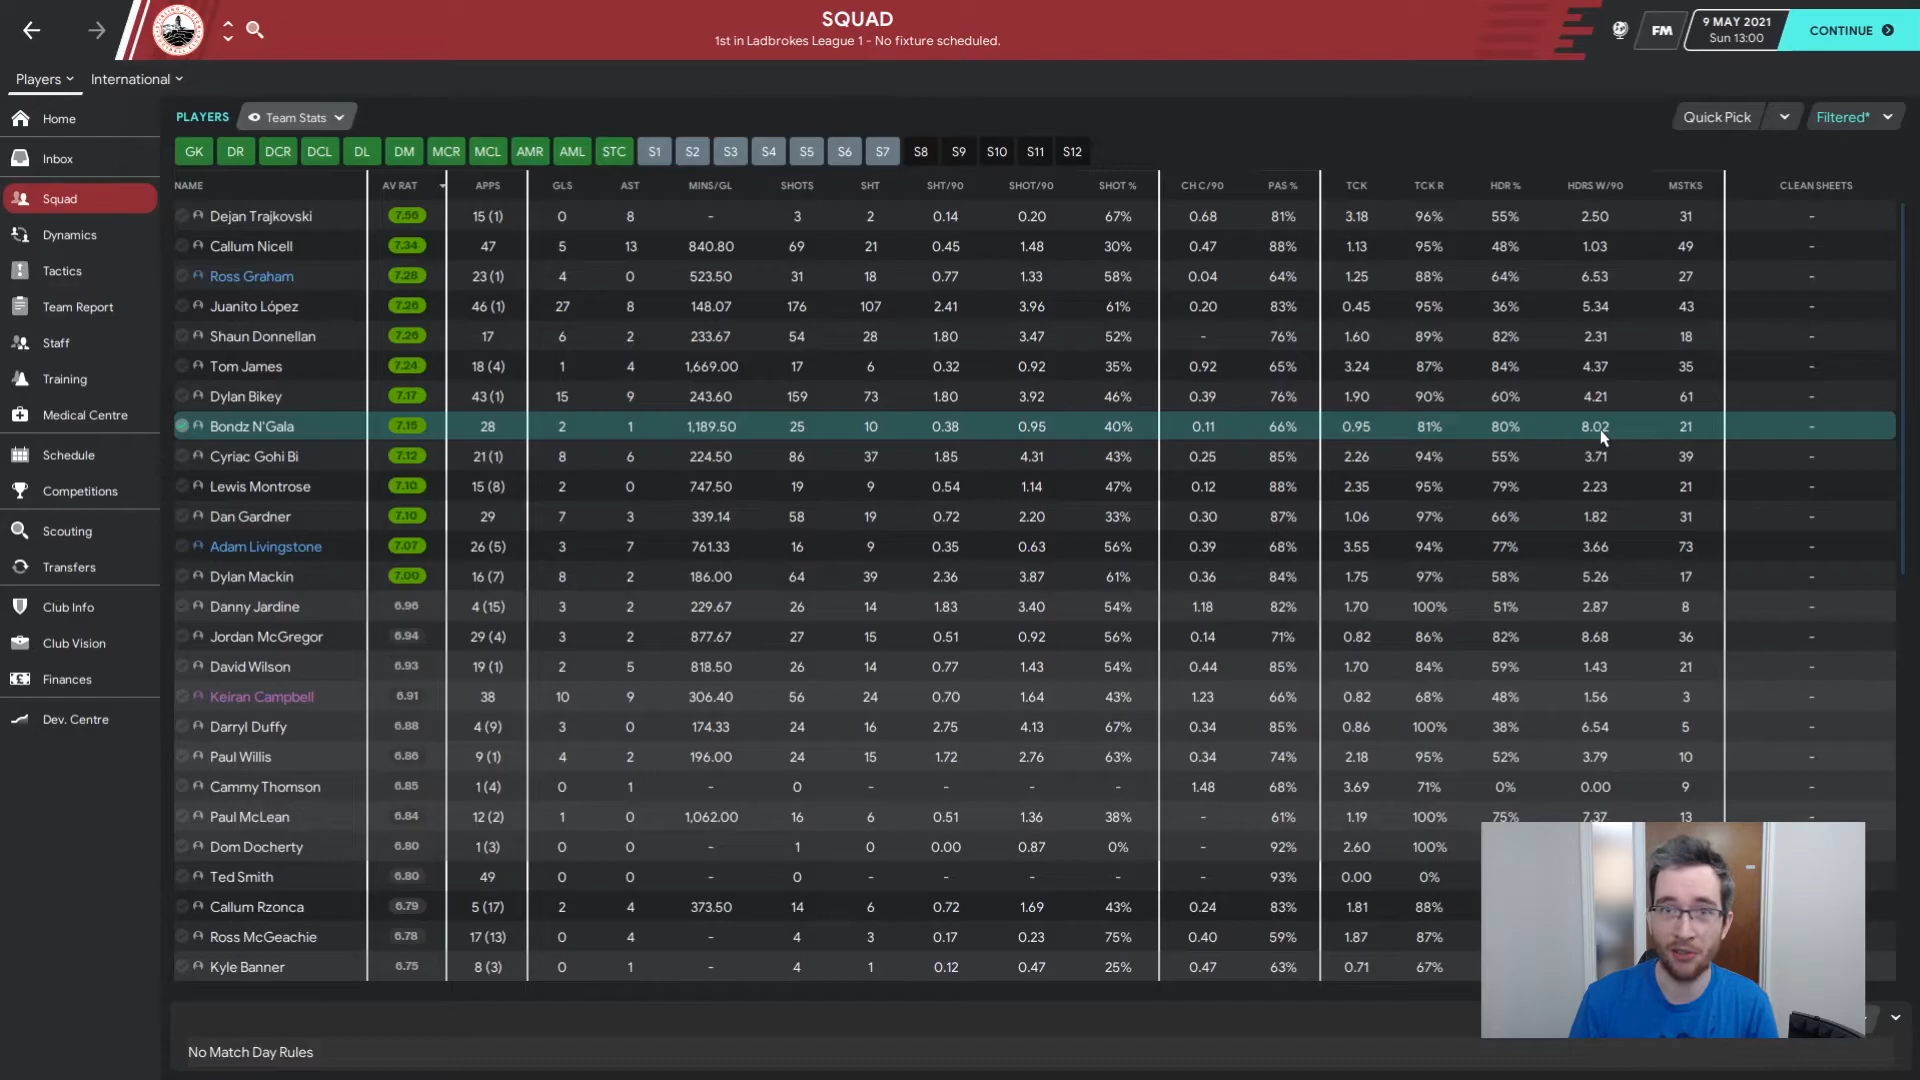 SQUAD
1st in Ladbrokes League 1 - No fixture scheduled.
FM
9 MAY 2021
Sun 13:00
CONTINUE
Players International
Home
Inbox
Squad
Dynamics
Tactics
Team Report
Staff
Training
Medical Centre
Schedule
Competitions
Scouting
Transfers
Club Info
Club Vision
Finances
Dev. Centre
PLAYERS Team Stats Quick Pick Filtered*
GK DR DCR DCL DL DM MCR MCL AMR AML STC S1 S2 S3 S4 S5 S6 S7 S8 S9 S10 S11 S12
NAME AV RAT APPS GLS AST MINS/GL SHOTS SHT SHT/90 SHOT/90 SHOT % CH C/90 PAS % TCK TCK R HDR % HDRS W/90 MSTKS CLEAN SHEETS
Dejan Trajkovski 7.56 15 (1) 0 8 - 3 2 0.14 0.20 67% 0.68 81% 3.18 96% 55% 2.50 31 -
Callum Nicell 7.34 47 5 13 840.80 69 21 0.45 1.48 30% 0.47 88% 1.13 95% 48% 1.03 49 -
Ross Graham 7.28 23 (1) 4 0 523.50 31 18 0.77 1.33 58% 0.04 64% 1.25 88% 64% 6.53 27 -
Juanito López 7.26 46 (1) 27 8 148.07 176 107 2.41 3.96 61% 0.20 83% 0.45 95% 36% 5.34 43 -
Shaun Donnellan 7.26 17 6 2 233.67 54 28 1.80 3.47 52% - 76% 1.60 89% 82% 2.31 18 -
Tom James 7.24 18 (4) 1 4 1,669.00 17 6 0.32 0.92 35% 0.92 65% 3.24 87% 84% 4.37 35 -
Dylan Bikey 7.17 43 (1) 15 9 243.60 159 73 1.80 3.92 46% 0.39 76% 1.90 90% 60% 4.21 61 -
Bondz N'Gala 7.15 28 2 1 1,189.50 25 10 0.38 0.95 40% 0.11 66% 0.95 81% 80% 8.02 21 -
Cyriac Gohi Bi 7.12 21 (1) 8 6 224.50 86 37 1.85 4.31 43% 0.25 85% 2.26 94% 55% 3.71 39 -
Lewis Montrose 7.10 15 (8) 2 0 747.50 19 9 0.54 1.14 47% 0.12 88% 2.35 95% 79% 2.23 21 -
Dan Gardner 7.10 29 7 3 339.14 58 19 0.72 2.20 33% 0.30 87% 1.06 97% 66% 1.82 31 -
Adam Livingstone 7.07 26 (5) 3 7 761.33 16 9 0.35 0.63 56% 0.39 68% 3.55 94% 77% 3.66 73 -
Dylan Mackin 7.00 16 (7) 8 2 186.00 64 39 2.36 3.87 61% 0.36 84% 1.75 97% 58% 5.26 17 -
Danny Jardine 6.96 4 (15) 3 2 229.67 26 14 1.83 3.40 54% 1.18 82% 1.70 100% 51% 2.87 8 -
Jordan McGregor 6.94 29 (4) 3 2 877.67 27 15 0.51 0.92 56% 0.14 71% 0.82 86% 82% 8.68 36 -
David Wilson 6.93 19 (1) 2 5 818.50 26 14 0.77 1.43 54% 0.44 85% 1.70 84% 59% 1.43 21 -
Keiran Campbell 6.91 38 10 9 306.40 56 24 0.70 1.64 43% 1.23 66% 0.82 68% 48% 1.56 3 -
Darryl Duffy 6.88 4 (9) 3 0 174.33 24 16 2.75 4.13 67% 0.34 85% 0.86 100% 38% 6.54 5 -
Paul Willis 6.86 9 (1) 4 2 196.00 24 15 1.72 2.76 63% 0.34 74% 2.18 95% 52% 3.79 10 -
Cammy Thomson 6.85 1 (4) 0 1 - 0 - - - - 1.48 68% 3.69 71% 0% 0.00 9 -
Paul McLean 6.84 12 (2) 1 0 1,062.00 16 6 0.51 1.36 38% - 61% 1.19 100% 75% 7.37 13 -
Dom Docherty 6.80 1 (3) 0 0 - 1 0 0.00 0.87 0% - 92% 2.60 100%
Ted Smith 6.80 49 0 0 - 0 - - - - - 93% 0.00 0%
Callum Rzonca 6.79 5 (17) 2 4 373.50 14 6 0.72 1.69 43% 0.24 83% 1.81 88%
Ross McGeachie 6.78 17 (13) 0 4 - 4 3 0.17 0.23 75% 0.40 59% 1.87 87%
Kyle Banner 6.75 8 (3) 0 1 - 4 1 0.12 0.47 25% 0.47 63% 0.71 67%
No Match Day Rules